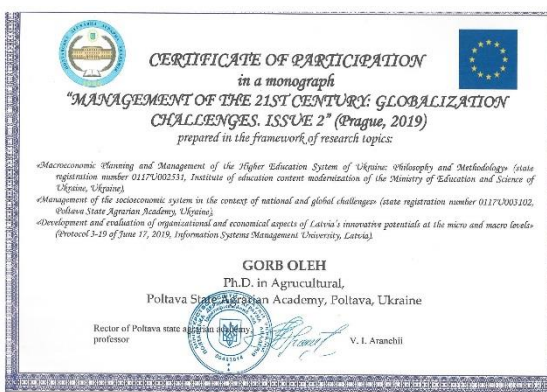 CERTIFICATE OF PARTICIPATION
in a monograph
“MANAGEMENT OF THE 21ST CENTURY: GLOBALIZATION
CHALLENGES. ISSUE 2” (Prague, 2019)
prepared in the framework of research topics:
«Macroeconomic Planning and Management of the Higher Education System of Ukraine: Philosophy and Methodology» (state
registration number 0117U002531, Institute of education content modernization of the Ministry of Education and Science of
Ukraine, Ukraine),
«Management of the socioeconomic system in the context of national and global challenges» (state registration number 0117U003102,
Poltava State Agrarian Academy, Ukraine),
«Development and evaluation of organizational and economical aspects of Latvia's innovative potentials at the micro and macro levels»
(Protocol 3-19 of June 17, 2019, Information Systems Management University, Latvia).
GORB OLEH
Ph.D. in Agrucultural,
Poltava State Agrarian Academy, Poltava, Ukraine
Rector of Poltava state agrarian academy,
professor
V. I. Aranchii